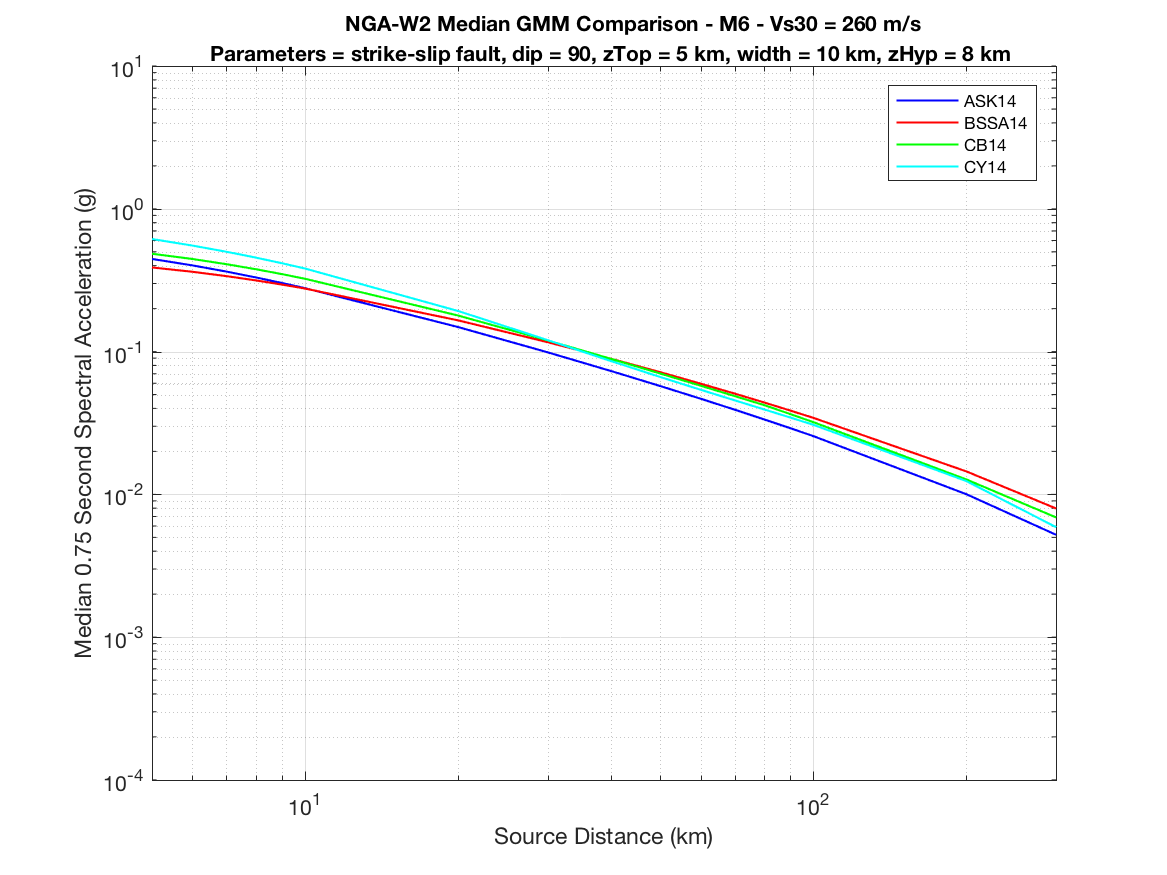 NGA-W2 Median GMM Comparison - M6 - Vs30 = 260 m/s
Parameters = strike-slip fault, dip = 90, zTop = 5 km, width = 10 km, zHyp = 8 km
10^1
10^0
10^-1
10^-2
10^-3
10^-4
Median 0.75 Second Spectral Acceleration (g)
ASK14
BSSA14
CB14
CY14
10^1
10^2
Source Distance (km)